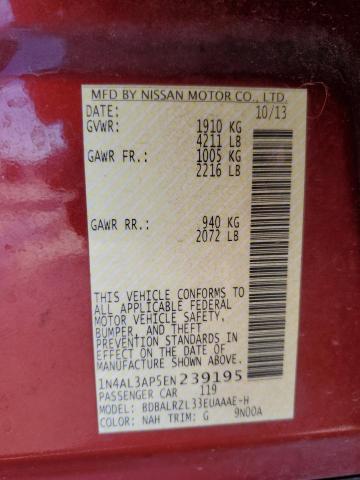 MFD BY NISSAN MOTOR CO., LTD.
DATE: 10/13
GVWR: 1910 KG
4211 LB
GAWR FR.: 1005 KG
2216 LB
GAWR RR.: 940 KG
2072 LB
THIS VEHICLE CONFORMS TO
ALL APPLICABLE FEDERAL
MOTOR VEHICLE SAFETY,
BUMPER, AND THEFT
PREVENTION STANDARDS IN
EFFECT ON THE DATE OF
MANUFACTURE SHOWN ABOVE.
1N4AL3AP5EN239195
PASSENGER CAR 119
MODEL: BDBALRZL33EUAAAE-H
COLOR: NAH TRIM: G 9N00A